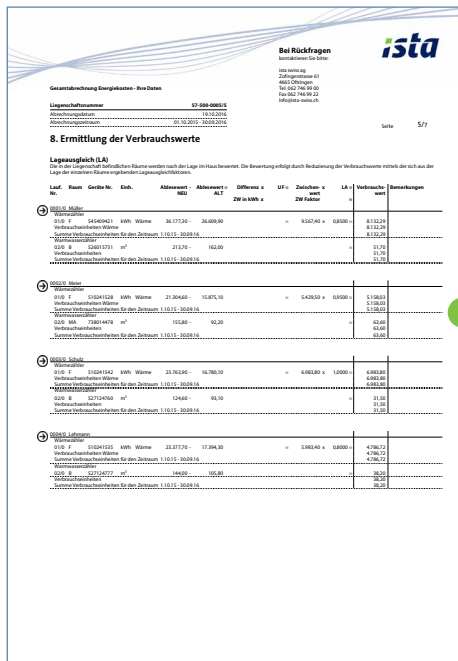 ista
Bei Rückfragen
kontaktieren Sie bitte:
ista swiss ag
Zofingerstrasse 61
4665 Oftringen
Tel. 062 746 99 00
Fax 062 746 99 22
info@ista-swiss.ch
Gesamtabrechnung Energiekosten - Ihre Daten
Liegenschaftsnummer 57-500-0005/5
Abrechnungsdatum 19.10.2016
Abrechnungszeitraum 01.10.2015 - 30.09.2016
Seite 5/7
8. Ermittlung der Verbrauchswerte
Lageausgleich (LA)
Die in der Liegenschaft befindlichen Räume werden nach der Lage im Haus bewertet. Die Bewertung erfolgt durch Reduzierung der Verbrauchswerte mittels der sich aus der
Lage der einzelnen Räume ergebenden Lageausgleichfaktoren.
Lauf. Raum Geräte Nr. Einh. Ablesewert - Ablesewert = Differenz x UF = Zwischen- x LA = Verbrauchs- Bemerkungen
Nr. NEU ALT wert = wert
ZW in kWh x ZW Faktor
0001/0 Müller
Wärmezähler
01/0 F 545409421 kWh Wärme 36.177,30 - 26.609,90 = 9.567,40 x 0,8500 = 8.132,29
Verbrauchseinheiten Wärme 8.132,29
Summe Verbrauchseinheiten für den Zeitraum 1.10.15 - 30.09.16 8.132,29
Warmwasserzähler
02/0 B 526015731 m³ 213,70 - 162,00 = 51,70
Verbrauchseinheiten 51,70
Summe Verbrauchseinheiten für den Zeitraum 1.10.15 - 30.09.16 51,70
0002/0 Meier
Wärmezähler
01/0 F 510241528 kWh Wärme 21.304,60 - 15.875,10 = 5.429,50 x 0,9500 = 5.158,03
Verbrauchseinheiten Wärme 5.158,03
Summe Verbrauchseinheiten für den Zeitraum 1.10.15 - 30.09.16 5.158,03
Warmwasserzähler
02/0 MA 738014478 m³ 155,80 - 92,20 = 63,60
Verbrauchseinheiten 63,60
Summe Verbrauchseinheiten für den Zeitraum 1.10.15 - 30.09.16 63,60
0003/0 Schulz
Wärmezähler
01/0 F 510241542 kWh Wärme 23.763,90 - 16.780,10 = 6.983,80 x 1,0000 = 6.983,80
Verbrauchseinheiten Wärme 6.983,80
Summe Verbrauchseinheiten für den Zeitraum 1.10.15 - 30.09.16 6.983,80
Warmwasserzähler
02/0 B 527124760 m³ 124,60 - 93,10 = 31,50
Verbrauchseinheiten 31,50
Summe Verbrauchseinheiten für den Zeitraum 1.10.15 - 30.09.16 31,50
0004/0 Lehmann
Wärmezähler
01/0 F 510241535 kWh Wärme 23.377,70 - 17.394,30 = 5.983,40 x 0,8000 = 4.786,72
Verbrauchseinheiten Wärme 4.786,72
Summe Verbrauchseinheiten für den Zeitraum 1.10.15 - 30.09.16 4.786,72
Warmwasserzähler
02/0 B 527124777 m³ 144,00 - 105,80 = 38,20
Verbrauchseinheiten 38,20
Summe Verbrauchseinheiten für den Zeitraum 1.10.15 - 30.09.16 38,20